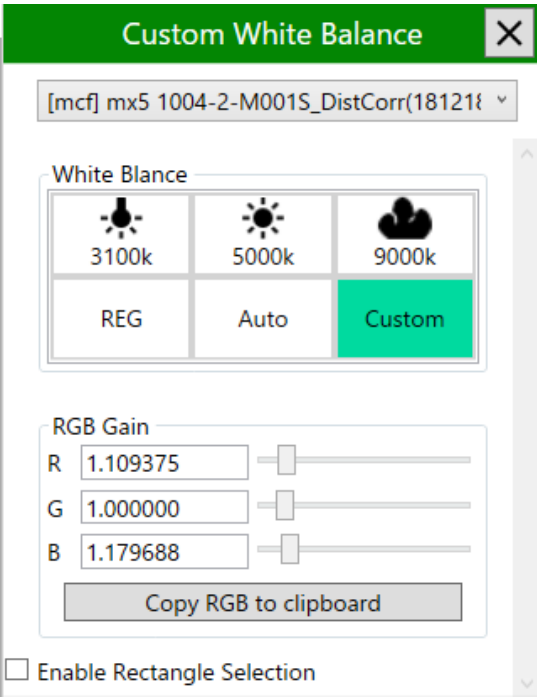 Custom White Balance
[mcf] mx5 1004-2-M001S_DistCorr(181218
White Blance
3100k 5000k 9000k
REG Auto Custom
RGB Gain
R 1.109375
G 1.000000
B 1.179688
Copy RGB to clipboard
Enable Rectangle Selection